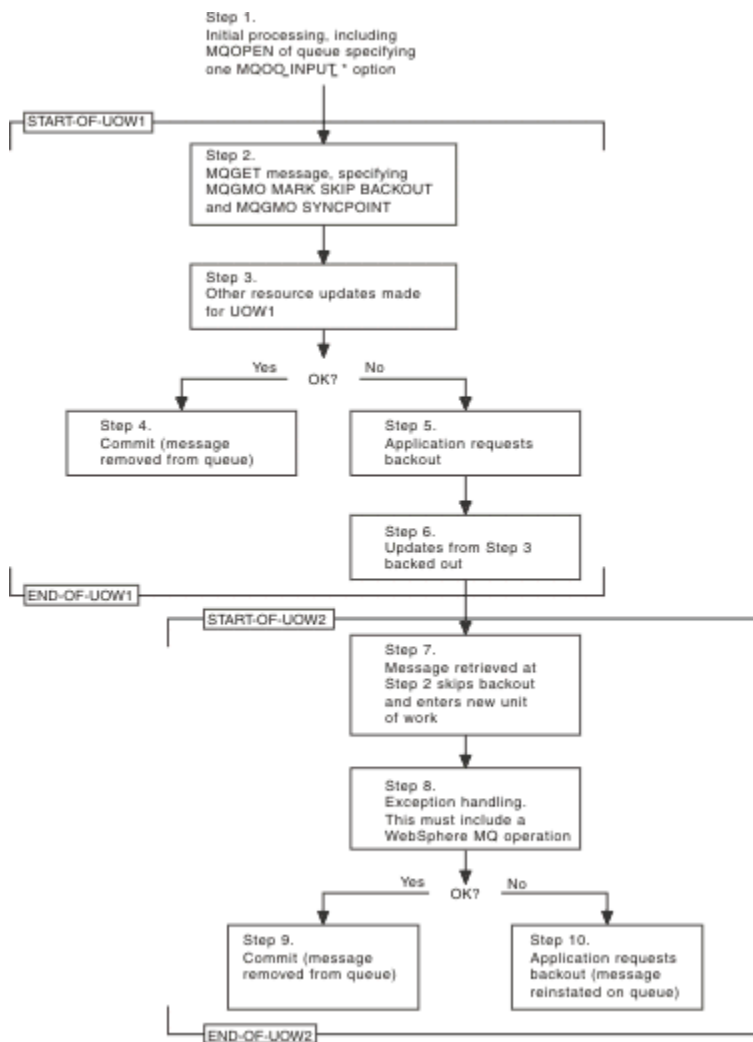 Step 1.
Initial processing, including
MQOPEN of queue specifying
one MQOO_INPUT_* option
START-OF-UOW1
Step 2.
MQGET message, specifying
MQGMO MARK SKIP BACKOUT
and MQGMO SYNCPOINT
Step 3.
Other resource updates made
for UOW1
Yes
OK?
No
Step 4.
Commit (message
removed from queue)
Step 5.
Application requests
backout
Step 6.
Updates from Step 3
backed out
END-OF-UOW1
START-OF-UOW2
Step 7.
Message retrieved at
Step 2 skips backout
and enters new unit
of work
Step 8.
Exception handling.
This must include a
WebSphere MQ operation
Yes
OK?
No
Step 9.
Commit (message
removed from queue)
Step 10.
Application requests
backout (message
reinstated on queue)
END-OF-UOW2